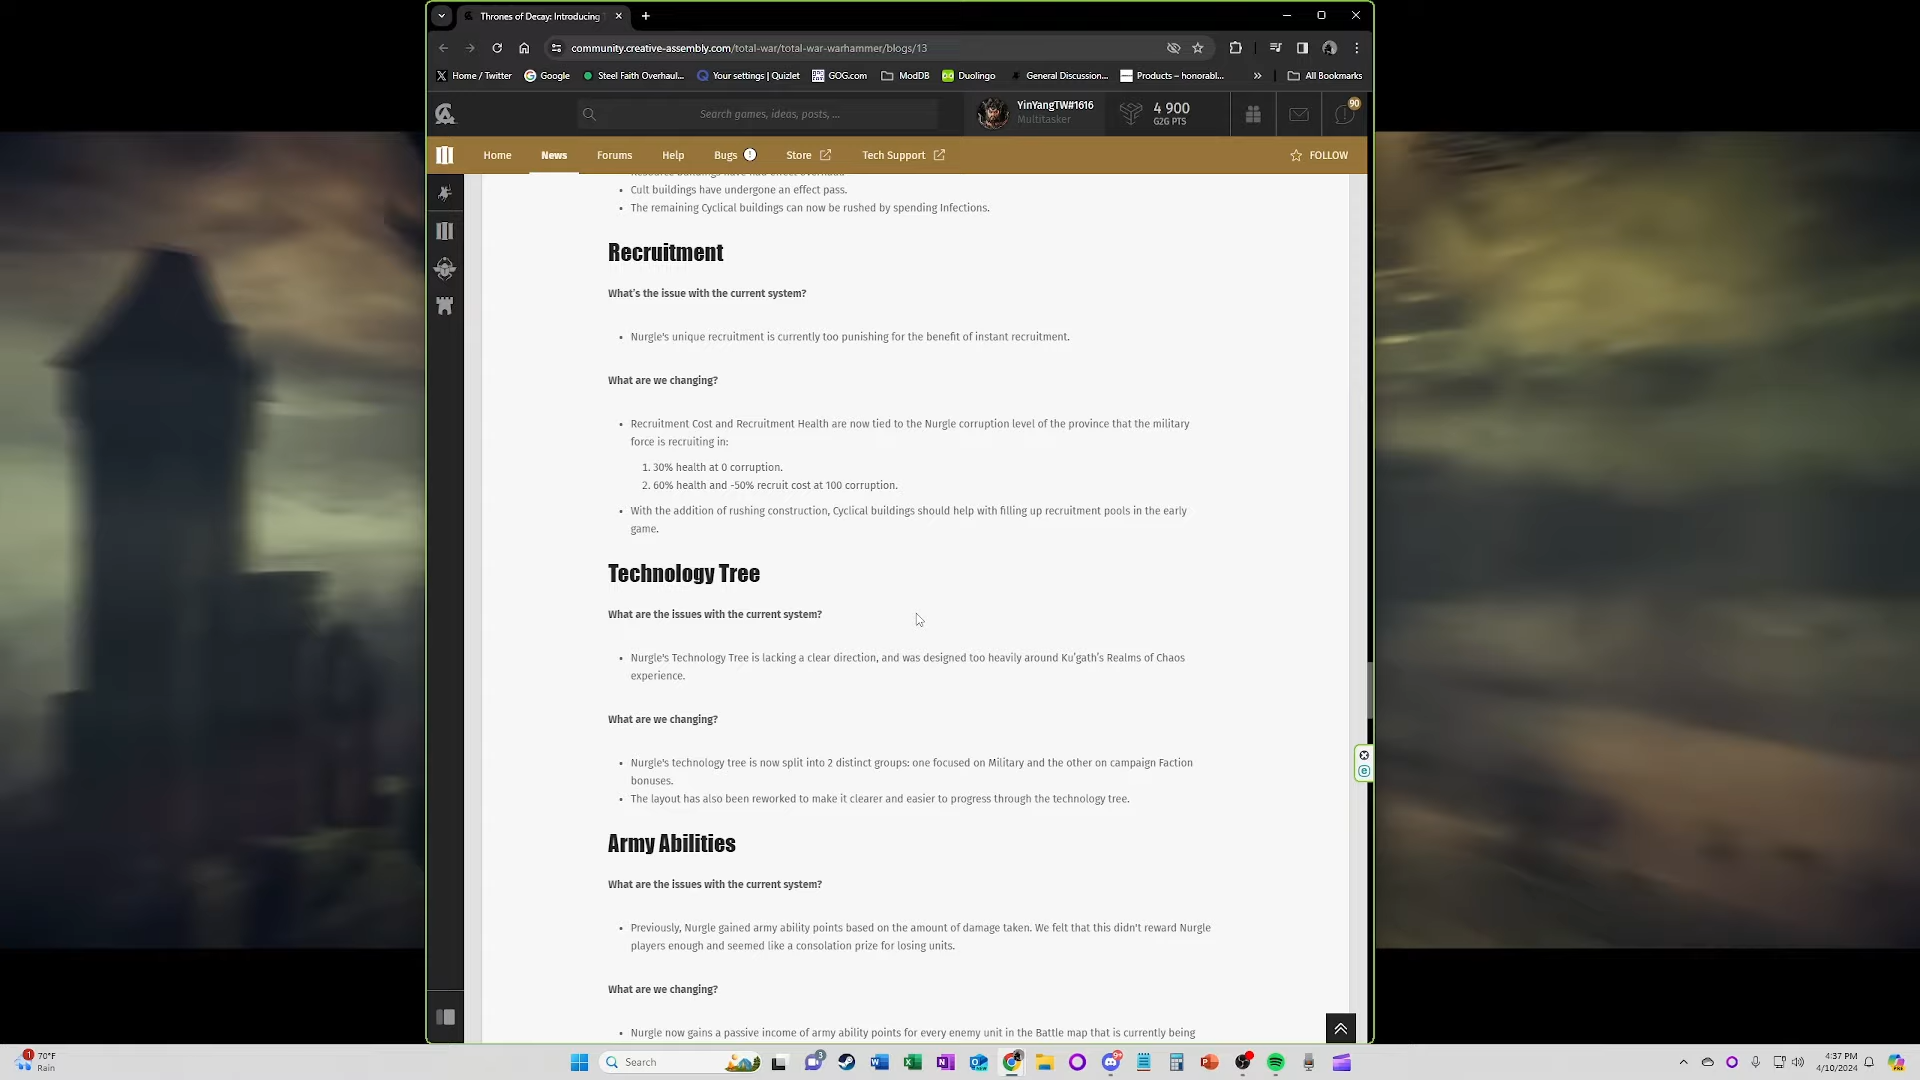 Thrones of Decay: Introducing
community.creative-assembly.com/total-war/total-war-warhammer/blogs/13
Home / Twitter
Google
Steel Faith Overhaul...
Your settings | Quizlet
GOG.com
ModDB
Duolingo
General Discussion...
Products – honorabl...
»
All Bookmarks
Search games, ideas, posts, ...
YinYangTW#1616
Multitasker
4 900
G2G PTS
90
Home
News
Forums
Help
Bugs
Store
Tech Support
FOLLOW
• Cult buildings have undergone an effect pass.
• The remaining Cyclical buildings can now be rushed by spending Infections.
Recruitment
What's the issue with the current system?
• Nurgle's unique recruitment is currently too punishing for the benefit of instant recruitment.
What are we changing?
• Recruitment Cost and Recruitment Health are now tied to the Nurgle corruption level of the province that the military
force is recruiting in:
1. 30% health at 0 corruption.
2. 60% health and -50% recruit cost at 100 corruption.
• With the addition of rushing construction, Cyclical buildings should help with filling up recruitment pools in the early
game.
Technology Tree
What are the issues with the current system?
• Nurgle's Technology Tree is lacking a clear direction, and was designed too heavily around Ku'gath's Realms of Chaos
experience.
What are we changing?
• Nurgle's technology tree is now split into 2 distinct groups: one focused on Military and the other on campaign Faction
bonuses.
• The layout has also been reworked to make it clearer and easier to progress through the technology tree.
Army Abilities
What are the issues with the current system?
• Previously, Nurgle gained army ability points based on the amount of damage taken. We felt that this didn't reward Nurgle
players enough and seemed like a consolation prize for losing units.
What are we changing?
• Nurgle now gains a passive income of army ability points for every enemy unit in the Battle map that is currently being
1
70°F
Rain
Search
4:37 PM
4/10/2024